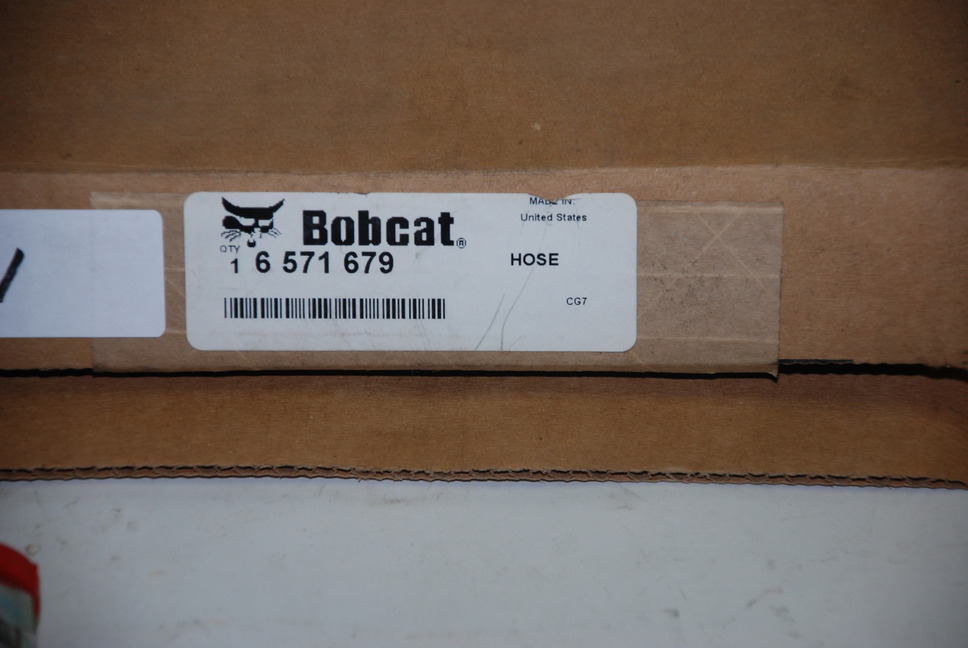 Bobcat®
MADE IN:
United States
QTY
1 6 571 679
HOSE
CG7